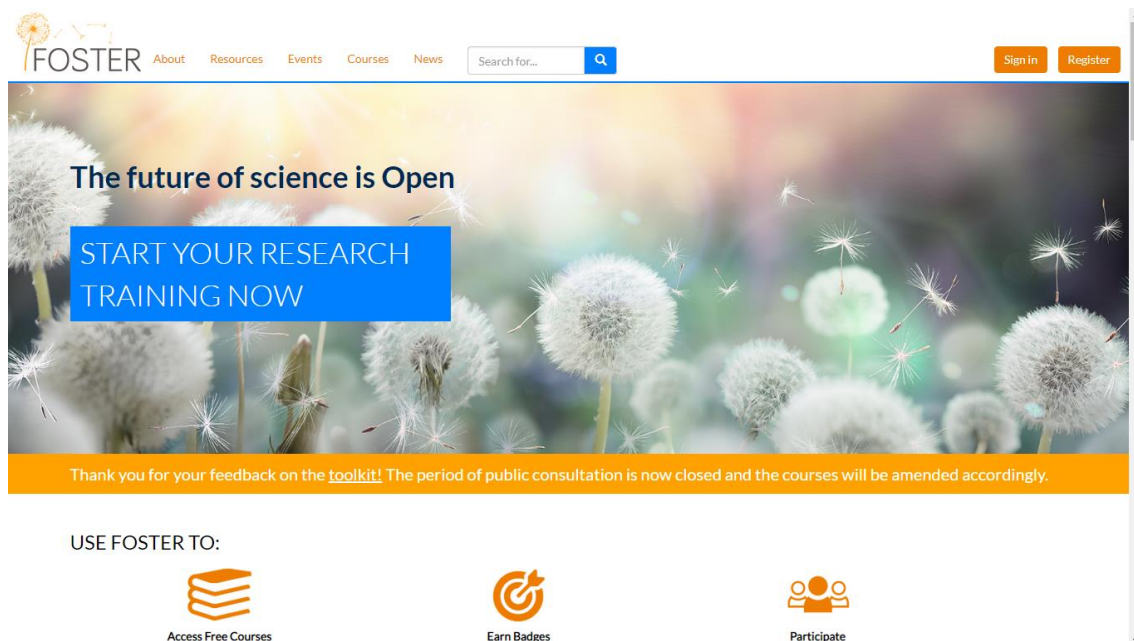 FOSTER
About Resources Events Courses News Search for... Sign in Register
The future of science is Open
START YOUR RESEARCH
TRAINING NOW
Thank you for your feedback on the toolkit! The period of public consultation is now closed and the courses will be amended accordingly.
USE FOSTER TO:
Access Free Courses Earn Badges Participate